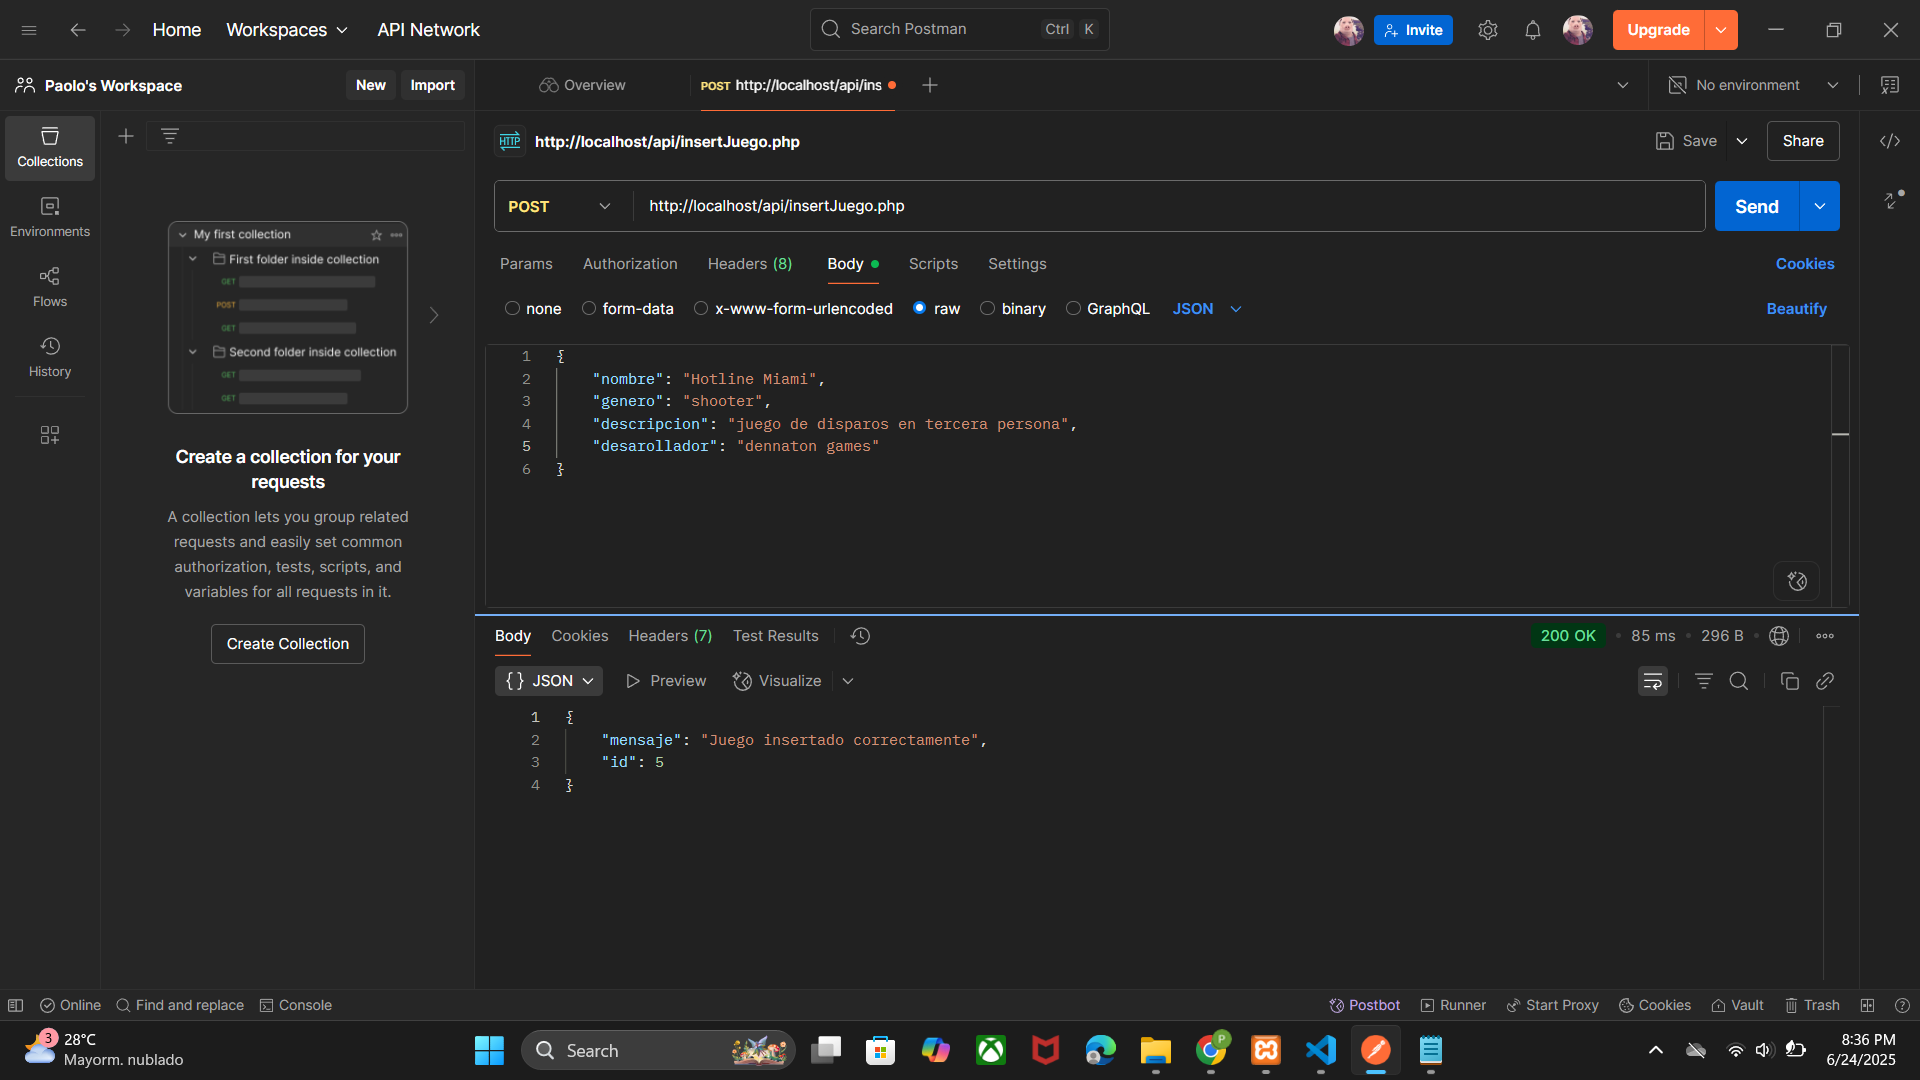 Home
Workspaces
API Network
Search Postman
Ctrl K
Invite
Upgrade
Paolo's Workspace
New
Import
Overview
POST http://localhost/api/ins
No environment
Collections
Environments
Flows
History
My first collection
First folder inside collection
GET
POST
GET
Second folder inside collection
GET
GET
Create a collection for your
requests
A collection lets you group related
requests and easily set common
authorization, tests, scripts, and
variables for all requests in it.
Create Collection
HTTP
http://localhost/api/insertJuego.php
Save
Share
POST
http://localhost/api/insertJuego.php
Send
Params
Authorization
Headers (8)
Body
Scripts
Settings
Cookies
none
form-data
x-www-form-urlencoded
raw
binary
GraphQL
JSON
Beautify
1 {
2 "nombre": "Hotline Miami",
3 "genero": "shooter",
4 "descripcion": "juego de disparos en tercera persona",
5 "desarollador": "dennaton games"
6 }
Body
Cookies
Headers (7)
Test Results
200 OK
85 ms
296 B
{} JSON
Preview
Visualize
1 {
2 "mensaje": "Juego insertado correctamente",
3 "id": 5
4 }
Online
Find and replace
Console
Postbot
Runner
Start Proxy
Cookies
Vault
Trash
3
28°C
Mayorm. nublado
Search
P
8:36 PM
6/24/2025